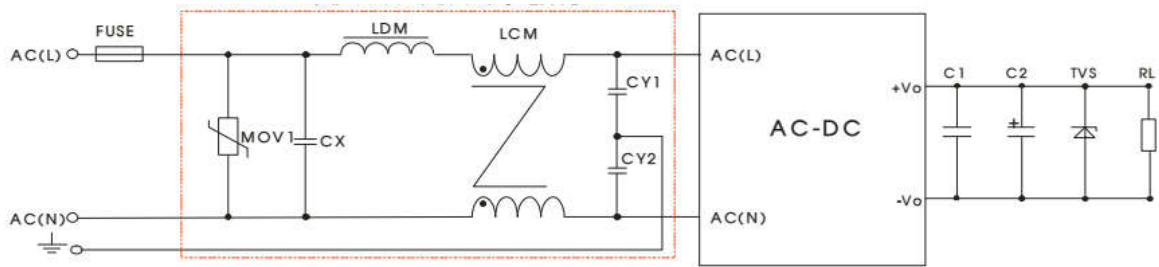 FUSE
LDM
LCM
AC(L)
AC(L)
MOV1
CX
CY1
CY2
AC(N)
AC(N)
AC-DC
+Vo
-Vo
C1
C2
TVS
RL
+